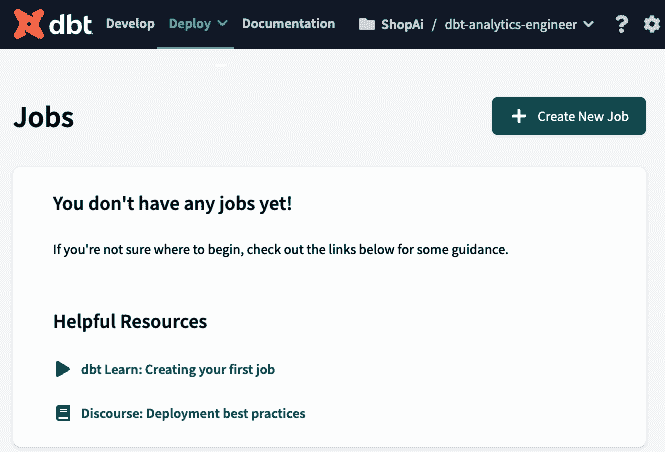 dbt Develop Deploy Documentation ShopAi / dbt-analytics-engineer ?
Jobs
+ Create New Job
You don't have any jobs yet!
If you're not sure where to begin, check out the links below for some guidance.
Helpful Resources
dbt Learn: Creating your first job
Discourse: Deployment best practices